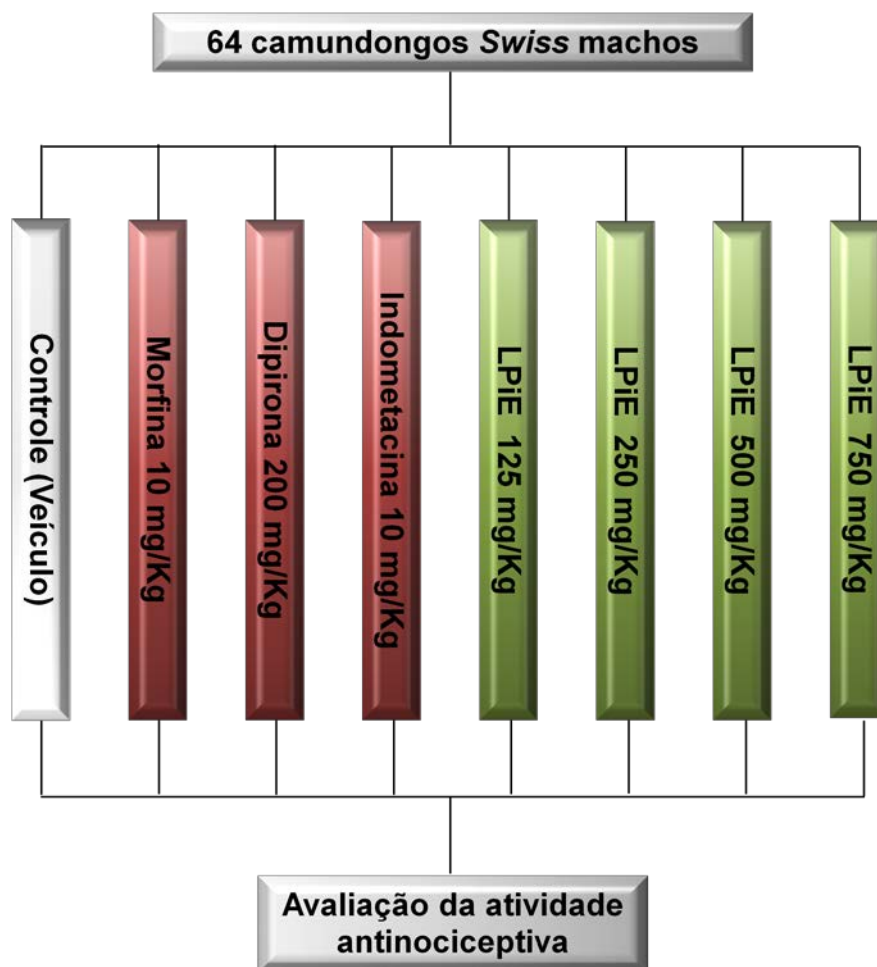 64 camundongos Swiss machos
Controle (Veículo)
Morfina 10 mg/Kg
Dipirona 200 mg/Kg
Indometacina 10 mg/Kg
LPiE 125 mg/Kg
LPiE 250 mg/Kg
LPiE 500 mg/Kg
LPiE 750 mg/Kg
Avaliação da atividade
antinociceptiva